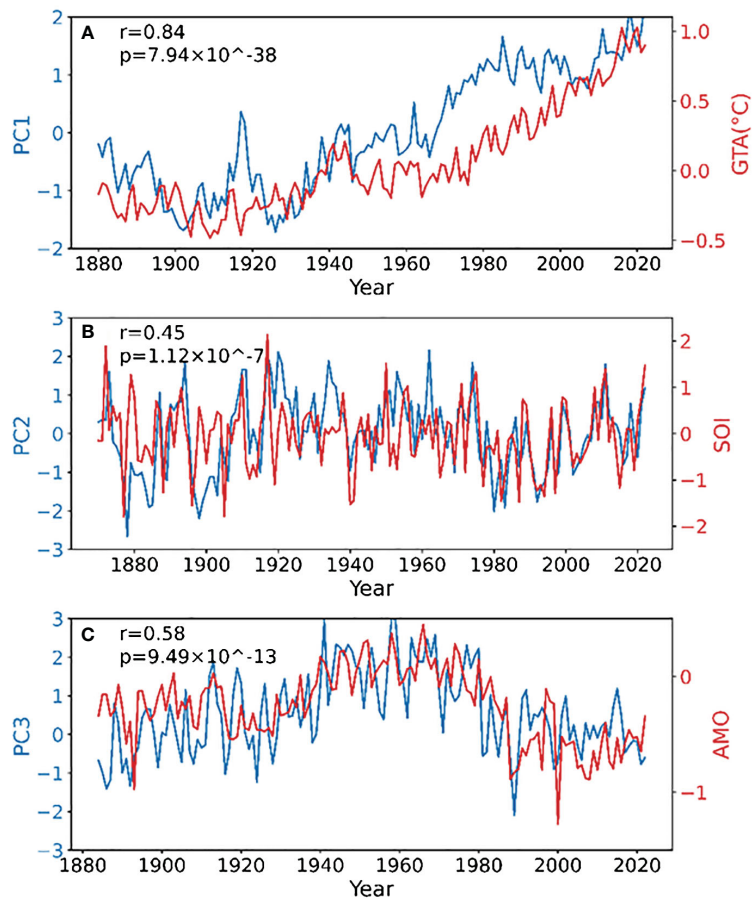 A
r=0.84
p=7.94×10^-38
2
1
0
−1
−2
PC1
1.0
0.5
0.0
−0.5
GTA(°C)
1880 1900 1920 1940 1960 1980 2000 2020
Year
B
r=0.45
p=1.12×10^-7
3
2
1
0
−1
−2
−3
PC2
2
1
0
−1
−2
SOI
1880 1900 1920 1940 1960 1980 2000 2020
Year
C
r=0.58
p=9.49×10^-13
3
2
1
0
−1
−2
−3
PC3
0
−1
AMO
1880 1900 1920 1940 1960 1980 2000 2020
Year